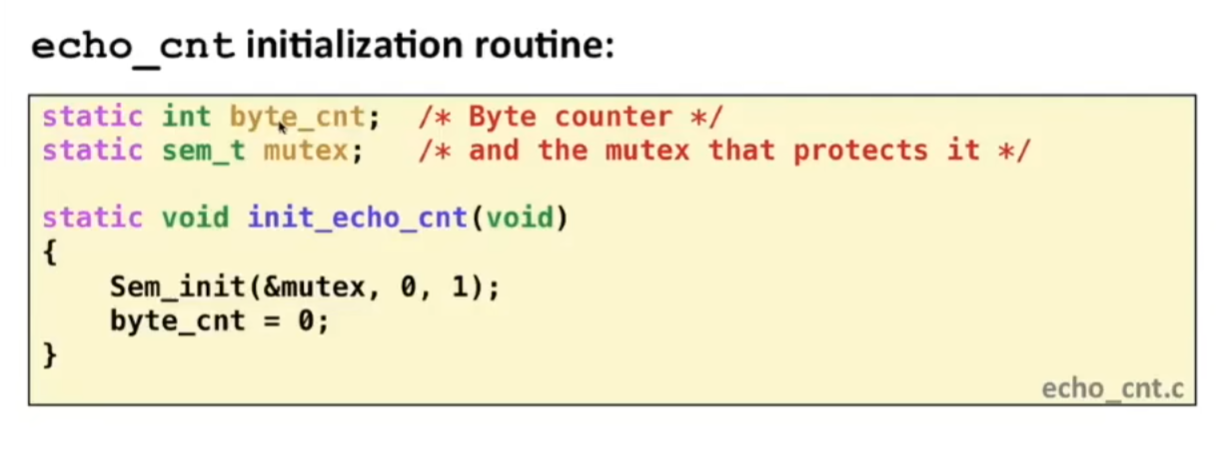 echo_cnt initialization routine:
static int byte_cnt;  /* Byte counter */
static sem_t mutex;   /* and the mutex that protects it */
static void init_echo_cnt(void)
{
    Sem_init(&mutex, 0, 1);
    byte_cnt = 0;
}
echo_cnt.c